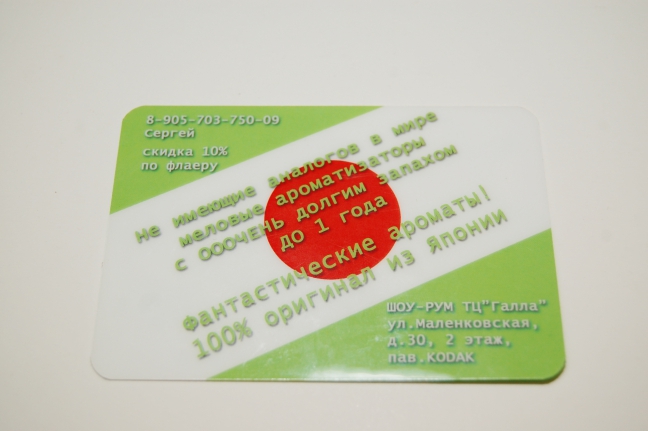 8-905-703-750-09
Сергей
скидка 10%
по флаеру
не имеющие аналогов в мире
меловые ароматизаторы
с ОООЧЕНЬ ДОЛГИМ запахом
ДО 1 года
фантастические ароматы!
100% оригинал из ЯПОНИИ
ШОУ-РУМ ТЦ"Галла"
ул.Маленковская,
д.30, 2 этаж,
пав.KODAK